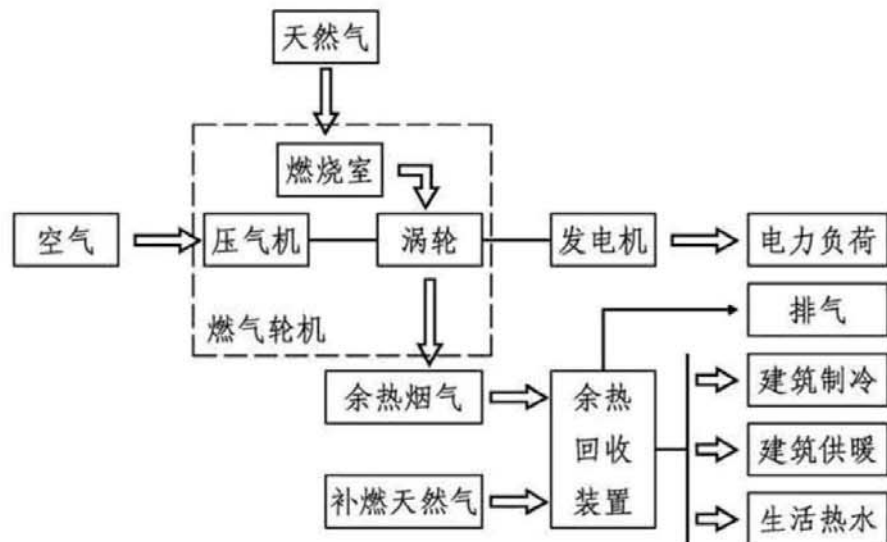 天然气
燃烧室
空气
压气机
涡轮
发电机
电力负荷
燃气轮机
排气
余热烟气
余热
回收
装置
建筑制冷
建筑供暖
补燃天然气
生活热水